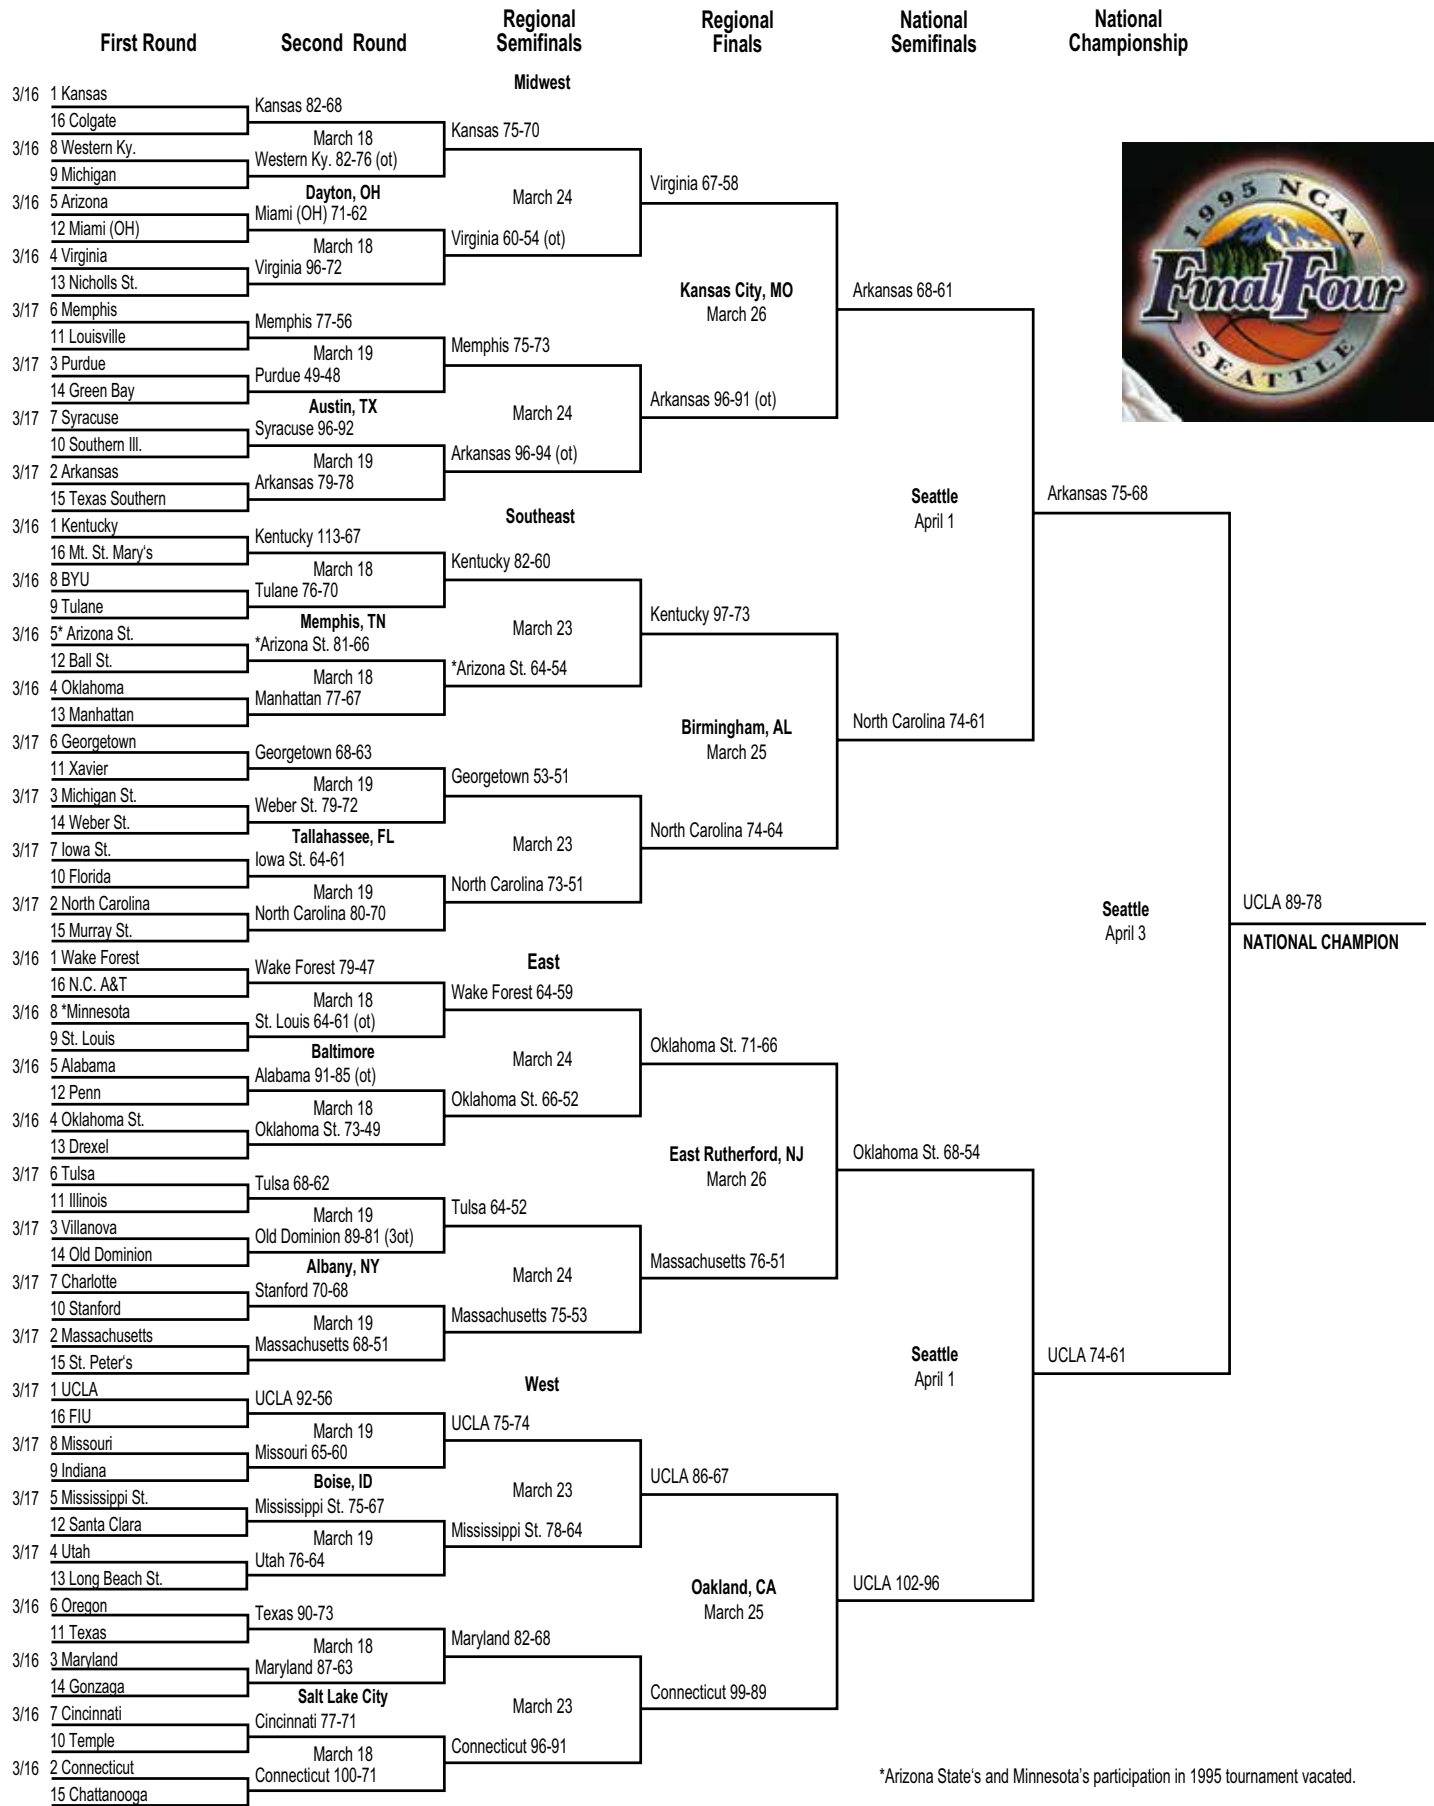 First Round
Second Round
Regional
Semifinals
Regional
Finals
National
Semifinals
National
Championship
Midwest
3/16 1 Kansas
16 Colgate
3/16 8 Western Ky.
9 Michigan
3/16 5 Arizona
12 Miami (OH)
3/16 4 Virginia
13 Nicholls St.
3/17 6 Memphis
11 Louisville
3/17 3 Purdue
14 Green Bay
3/17 7 Syracuse
10 Southern Ill.
3/17 2 Arkansas
15 Texas Southern
Kansas 82-68
March 18
Western Ky. 82-76 (ot)
Dayton, OH
Miami (OH) 71-62
March 18
Virginia 96-72
Memphis 77-56
March 19
Purdue 49-48
Austin, TX
Syracuse 96-92
March 19
Arkansas 79-78
Kansas 75-70
March 24
Virginia 60-54 (ot)
Memphis 75-73
March 24
Arkansas 96-94 (ot)
Virginia 67-58
Kansas City, MO
March 26
Arkansas 96-91 (ot)
Arkansas 68-61
Southeast
3/16 1 Kentucky
16 Mt. St. Mary's
3/16 8 BYU
9 Tulane
3/16 5* Arizona St.
12 Ball St.
3/16 4 Oklahoma
13 Manhattan
3/17 6 Georgetown
11 Xavier
3/17 3 Michigan St.
14 Weber St.
3/17 7 Iowa St.
10 Florida
3/17 2 North Carolina
15 Murray St.
Kentucky 113-67
March 18
Tulane 76-70
Memphis, TN
*Arizona St. 81-66
March 18
Manhattan 77-67
Georgetown 68-63
March 19
Weber St. 79-72
Tallahassee, FL
Iowa St. 64-61
March 19
North Carolina 80-70
Kentucky 82-60
March 23
*Arizona St. 64-54
Georgetown 53-51
March 23
North Carolina 73-51
Kentucky 97-73
Birmingham, AL
March 25
North Carolina 74-64
North Carolina 74-61
Seattle
April 1
Arkansas 75-68
East
3/16 1 Wake Forest
16 N.C. A&T
3/16 8 *Minnesota
9 St. Louis
3/16 5 Alabama
12 Penn
3/16 4 Oklahoma St.
13 Drexel
3/17 6 Tulsa
11 Illinois
3/17 3 Villanova
14 Old Dominion
3/17 7 Charlotte
10 Stanford
3/17 2 Massachusetts
15 St. Peter's
Wake Forest 79-47
March 18
St. Louis 64-61 (ot)
Baltimore
Alabama 91-85 (ot)
March 18
Oklahoma St. 73-49
Tulsa 68-62
March 19
Old Dominion 89-81 (3ot)
Albany, NY
Stanford 70-68
March 19
Massachusetts 68-51
Wake Forest 64-59
March 24
Oklahoma St. 66-52
Tulsa 64-52
March 24
Massachusetts 75-53
Oklahoma St. 71-66
East Rutherford, NJ
March 26
Massachusetts 76-51
Oklahoma St. 68-54
West
3/17 1 UCLA
16 FIU
3/17 8 Missouri
9 Indiana
3/17 5 Mississippi St.
12 Santa Clara
3/17 4 Utah
13 Long Beach St.
3/16 6 Oregon
11 Texas
3/16 3 Maryland
14 Gonzaga
3/16 7 Cincinnati
10 Temple
3/16 2 Connecticut
15 Chattanooga
UCLA 92-56
March 19
Missouri 65-60
Boise, ID
Mississippi St. 75-67
March 19
Utah 76-64
Texas 90-73
March 18
Maryland 87-63
Salt Lake City
Cincinnati 77-71
March 18
Connecticut 100-71
UCLA 75-74
March 23
Mississippi St. 78-64
Maryland 82-68
March 23
Connecticut 96-91
UCLA 86-67
Oakland, CA
March 25
Connecticut 99-89
UCLA 102-96
Seattle
April 1
UCLA 74-61
Seattle
April 3
UCLA 89-78
NATIONAL CHAMPION
1995 NCAA
Final Four
SEATTLE
*Arizona State's and Minnesota's participation in 1995 tournament vacated.